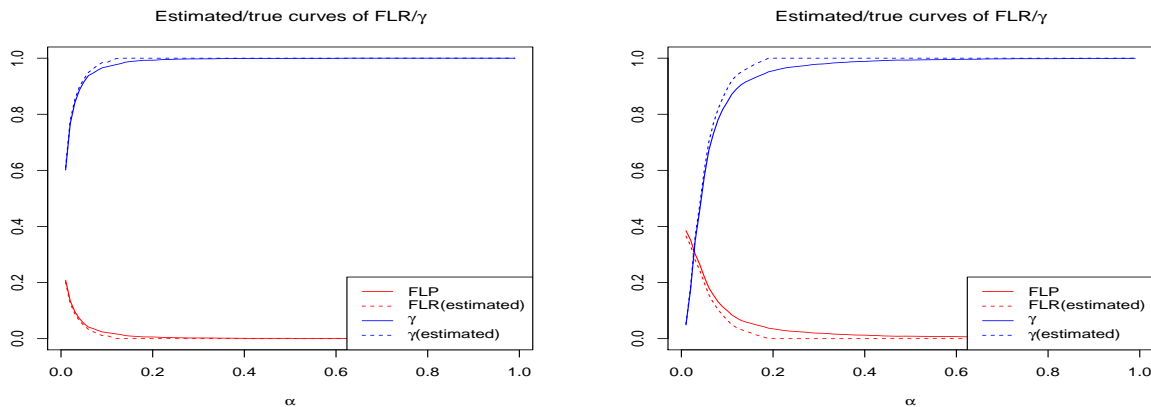 Estimated/true curves of FLR/γ
1.0
0.8
0.6
0.4
0.2
0.0
0.0 0.2 0.4 0.6 0.8 1.0
α
FLP
FLR(estimated)
γ
γ(estimated)
Estimated/true curves of FLR/γ
1.0
0.8
0.6
0.4
0.2
0.0
0.0 0.2 0.4 0.6 0.8 1.0
α
FLP
FLR(estimated)
γ
γ(estimated)